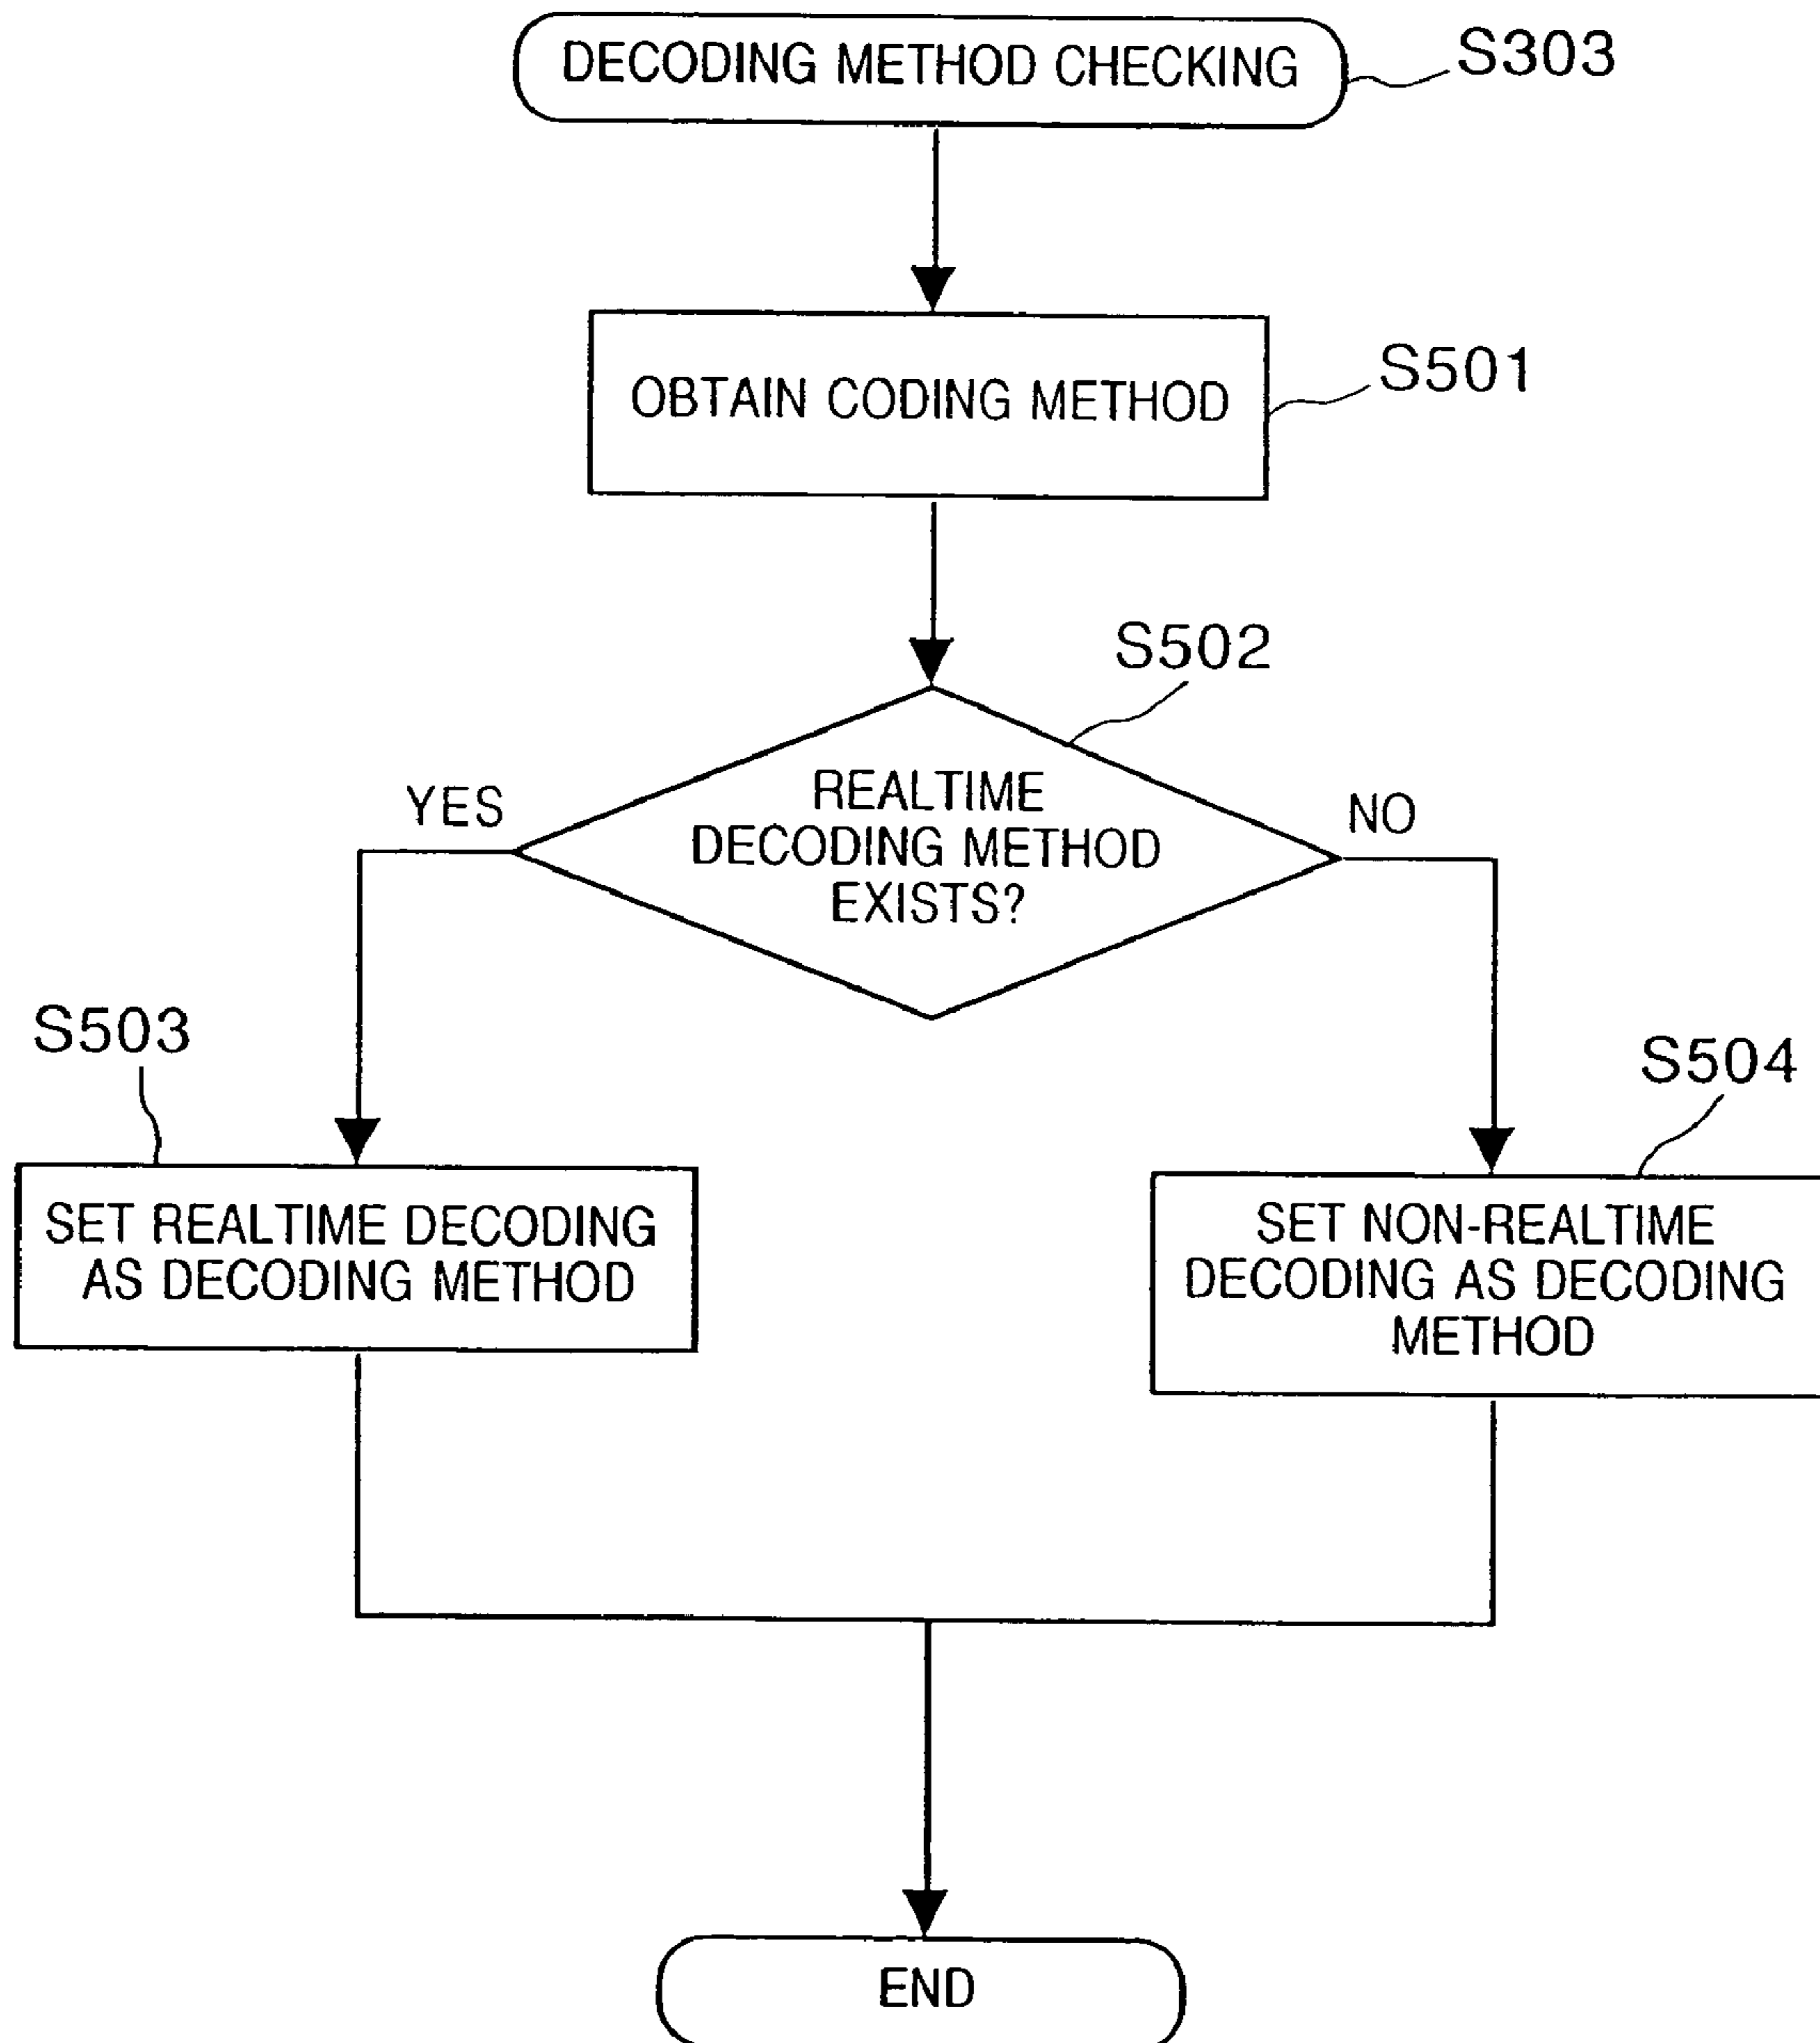 DECODING METHOD CHECKING
S303
OBTAIN CODING METHOD
S501
S502
REALTIME
DECODING METHOD
EXISTS?
YES
NO
S503
SET REALTIME DECODING
AS DECODING METHOD
S504
SET NON-REALTIME
DECODING AS DECODING
METHOD
END